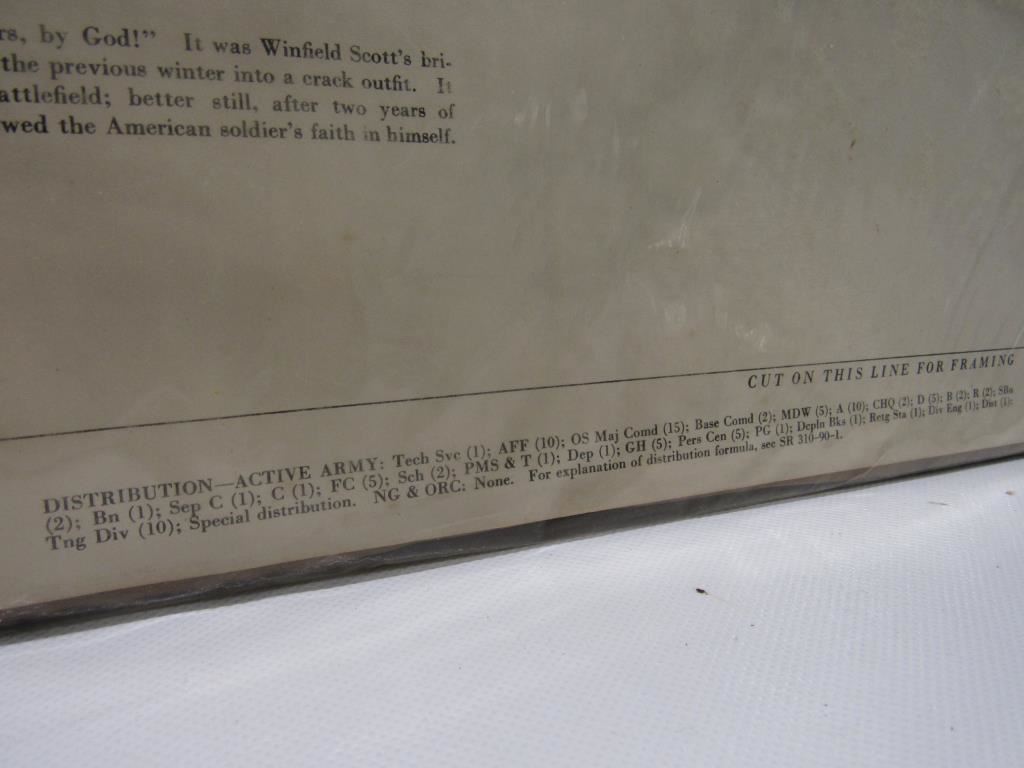 rs, by God!” It was Winfield Scott's bri-
the previous winter into a crack outfit. It
attlefield; better still, after two years of
wed the American soldier's faith in himself.
CUT ON THIS LINE FOR FRAMING
DISTRIBUTION—ACTIVE ARMY: Tech Svc (1); AFF (10); OS Maj Comd (15); Base Comd (2); MDW (5); A (10); CHQ (2); D (5); B (2); R (2); SBn
(2); Bn (1); Sep C (1); C (1); FC (5); Sch (2); PMS & T (1); Dep (1); GH (5); Pers Cen (5); PG (1); Depln Bks (1); Retg Sta (1); Div Eng (1); Dist (1);
Tng Div (10); Special distribution. NG & ORC: None. For explanation of distribution formula, see SR 310-90-1.